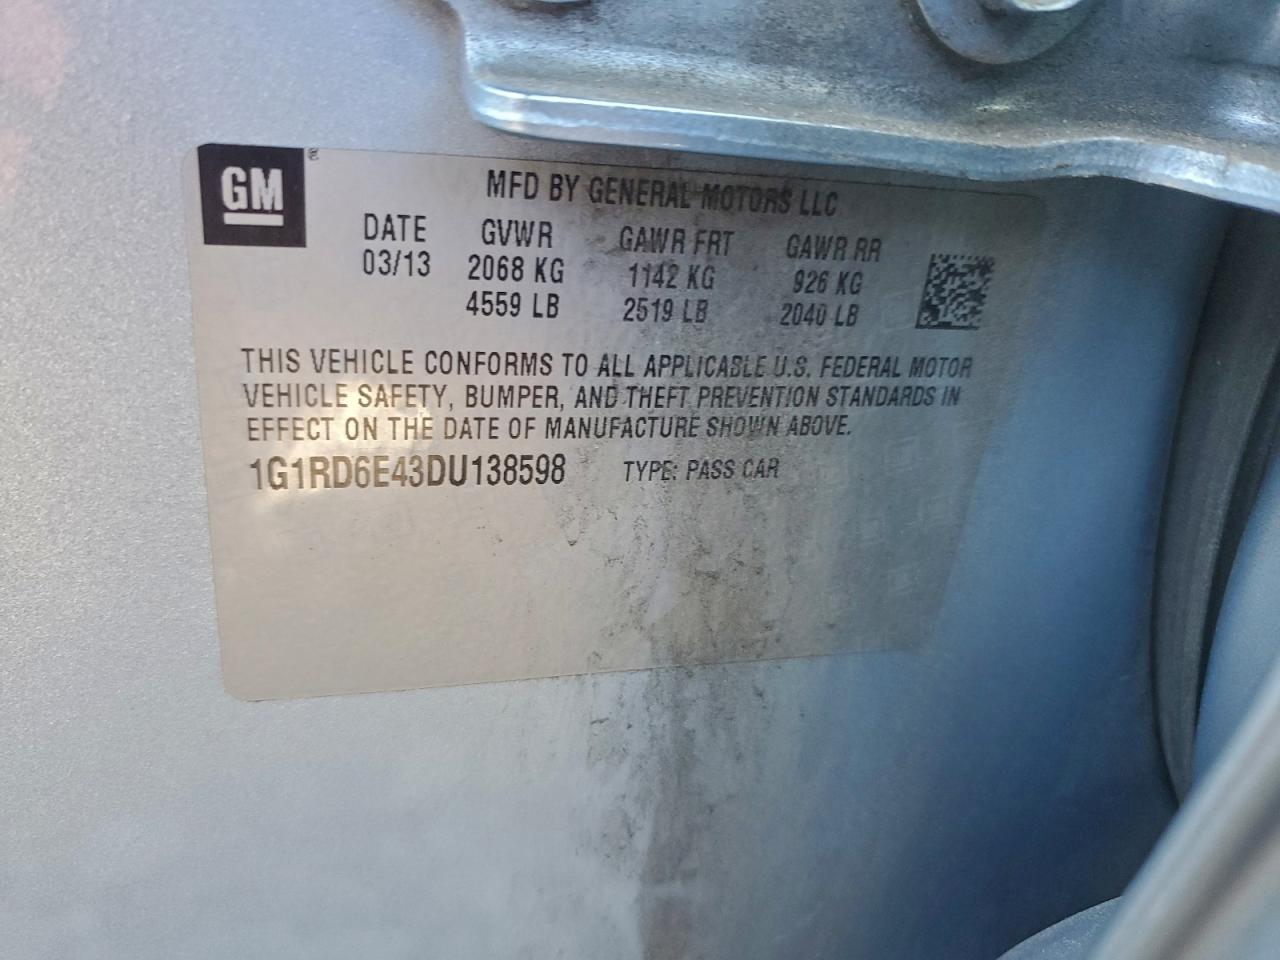 GM ®
MFD BY GENERAL MOTORS LLC
DATE GVWR GAWR FRT GAWR RR
03/13 2068 KG 1142 KG 926 KG
4559 LB 2519 LB 2040 LB
THIS VEHICLE CONFORMS TO ALL APPLICABLE U.S. FEDERAL MOTOR
VEHICLE SAFETY, BUMPER, AND THEFT PREVENTION STANDARDS IN
EFFECT ON THE DATE OF MANUFACTURE SHOWN ABOVE.
1G1RD6E43DU138598 TYPE: PASS CAR